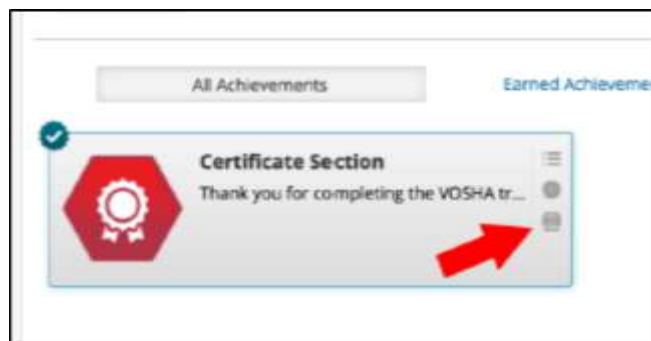 All Achievements
Earned Achieveme
Certificate Section
Thank you for completing the VOSHA tr...